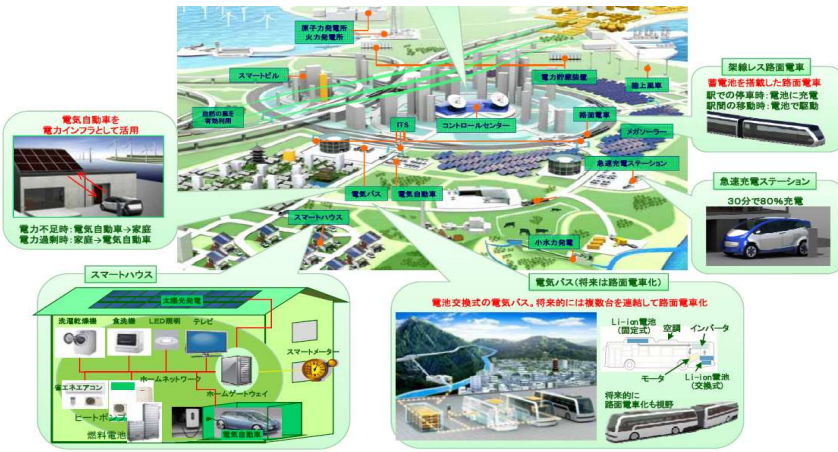 原子力発電所
火力発電所
スマートビル
電力貯蔵装置
陸上風車
自然の風を
有効利用
ITS
コントロールセンター
路面電車
メガソーラー
急速充電ステーション
電気バス
電気自動車
スマートハウス
小水力発電
架線レス路面電車
蓄電池を搭載した路面電車
駅での停車時:電池に充電
駅間の移動時:電池で駆動
急速充電ステーション
30分で80%充電
電気自動車を
電力インフラとして活用
電力不足時:電気自動車→家庭
電力過剰時:家庭→電気自動車
スマートハウス
太陽光発電
洗濯乾燥機 食洗機 LED照明 テレビ
スマートメーター
ホームネットワーク
ホームゲートウェイ
省エネエアコン
ヒートポンプ
燃料電池
電気自動車
電気バス(将来は路面電車化)
電池交換式の電気バス。将来的には複数台を連結して路面電車化
Li-ion電池
(固定式)
空調
インバータ
モータ
Li-ion電池
(交換式)
将来的に
路面電車化も視野